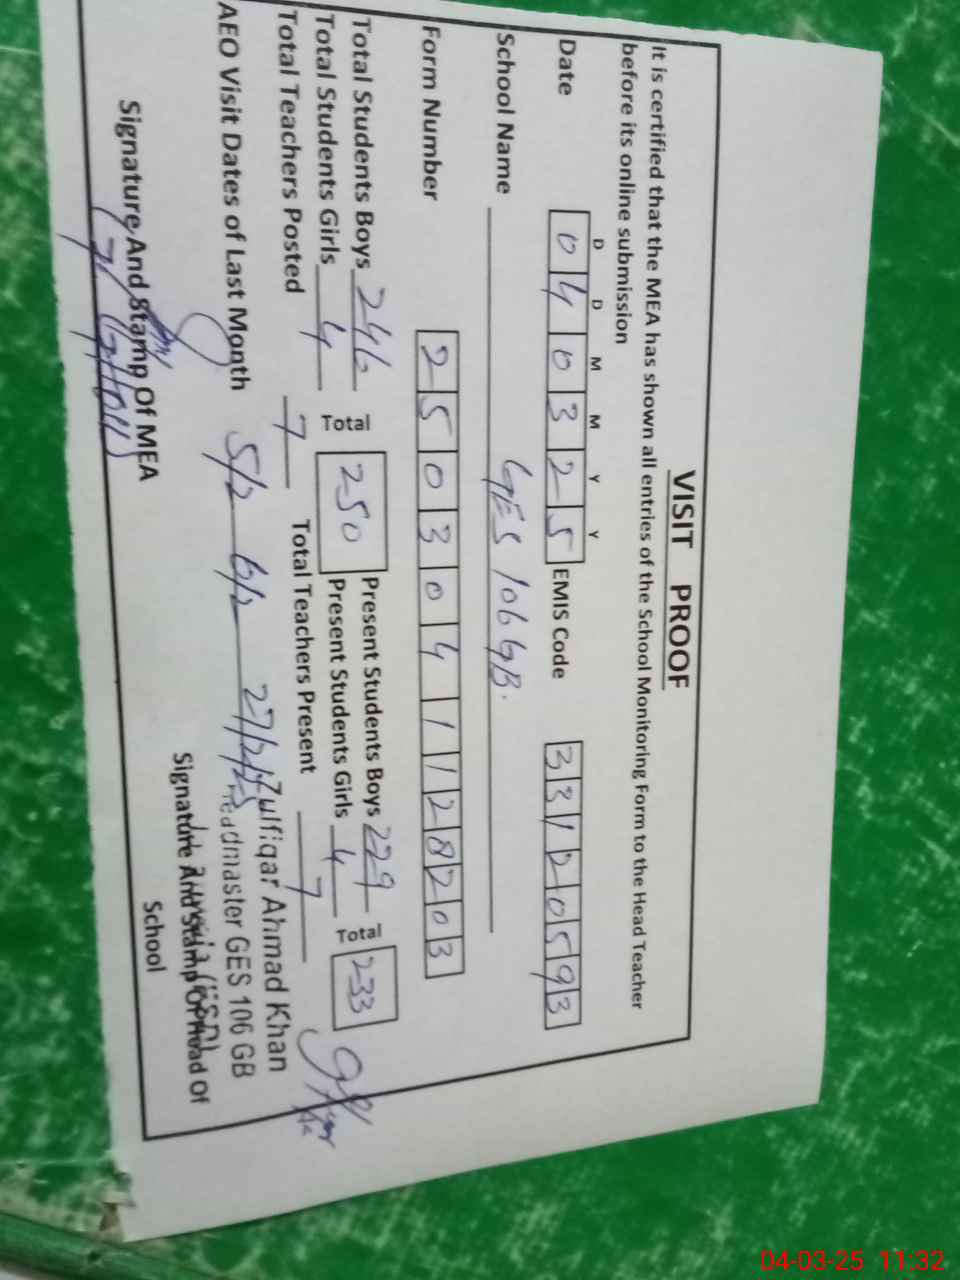 VISIT PROOF
It is certified that the MEA has shown all entries of the School Monitoring Form to the Head Teacher
before its online submission
D D M M Y Y
Date 0 4 0 3 2 5 EMIS Code 3 3 1 2 0 5 9 3
School Name GES 106 GB.
Form Number 2 5 0 3 0 4 1 1 2 8 2 0 3
Total Students Boys 246 Total 250 Present Students Boys 229 Total 233
Total Students Girls 4 Present Students Girls 4
Total Teachers Posted 7 Total Teachers Present 7
AEO Visit Dates of Last Month 5/2 6/2 27/2/25
Zulfiqar Ahmad Khan
Headmaster GES 106 GB
Signature And Stamp Of MEA
Signature And Stamp Of Head Of
School
04-03-25 11:32